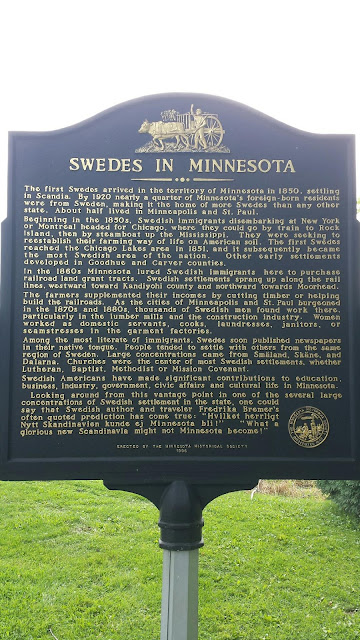 SWEDES IN MINNESOTA
The first Swedes arrived in the territory of Minnesota in 1850, settling
in Scandia. By 1920 nearly a quarter of Minnesota's foreign-born residents
were from Sweden, making it the home of more Swedes than any other
state. About half lived in Minneapolis and St. Paul.
Beginning in the 1850s, Swedish immigrants disembarking at New York
or Montreal headed for Chicago, where they could go by train to Rock
Island, then by steamboat up the Mississippi. They were seeking to
reestablish their farming way of life on American soil. The first Swedes
reached the Chicago Lakes area in 1851, and it subsequently became
the most Swedish area of the nation. Other early settlements
developed in Goodhue and Carver counties.
In the 1860s Minnesota lured Swedish immigrants here to purchase
railroad land grant tracts. Swedish settlements sprang up along the rail
lines, westward toward Kandiyohi county and northward towards Moorhead.
The farmers supplemented their incomes by cutting timber or helping
build the railroads. As the cities of Minneapolis and St. Paul burgeoned
in the 1870s and 1880s, thousands of Swedish men found work there,
particularly in the lumber mills and the construction industry. Women
worked as domestic servants, cooks, laundresses, janitors, or
seamstresses in the garment factories.
Among the most literate of immigrants, Swedes soon published newspapers
in their native tongue. People tended to settle with others from the same
region of Sweden. Large concentrations came from Småland, Skåne, and
Dalarna. Churches were the center of most Swedish settlements, whether
Lutheran, Baptist, Methodist or Mission Covenant.
Swedish Americans have made significant contributions to education,
business, industry, government, civic affairs and cultural life in Minnesota.
Looking around from this vantage point in one of the several large
concentrations of Swedish settlement in the state, one could
say that Swedish author and traveler Fredrika Bremer's
often quoted prediction has come true: "Hvilket herrligt
Nytt Skandinavien kunde ej Minnesota bli!" "What a
glorious new Scandinavia might not Minnesota become!"
ERECTED BY THE MINNESOTA HISTORICAL SOCIETY